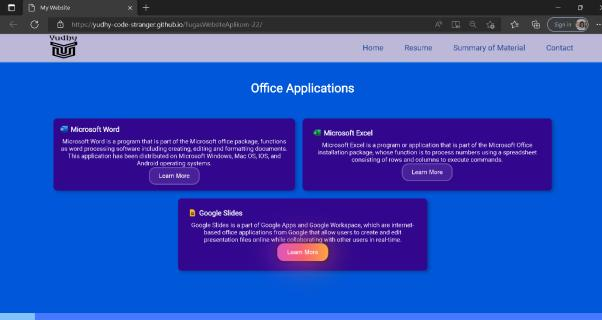 My Website
https://yudhy-code-stranger.github.io/TugasWebsiteAplikom-22/
Sign in
Yudhy
Home Resume Summary of Material Contact
Office Applications
Microsoft Word
Microsoft Word is a program that is part of the Microsoft office package, functions
as word processing software including creating, editing and formatting documents.
This application has been distributed on Microsoft Windows, Mac OS, IOS, and
Android operating systems.
Learn More
Microsoft Excel
Microsoft Excel is a program or application that is part of the Microsoft Office
installation package, whose function is to process numbers using a spreadsheet
consisting of rows and columns to execute commands.
Learn More
Google Slides
Google Slides is a part of Google Apps and Google Workspace, which are internet-
based office applications from Google that allow users to create and edit
presentation files online while collaborating with other users in real-time.
Learn More